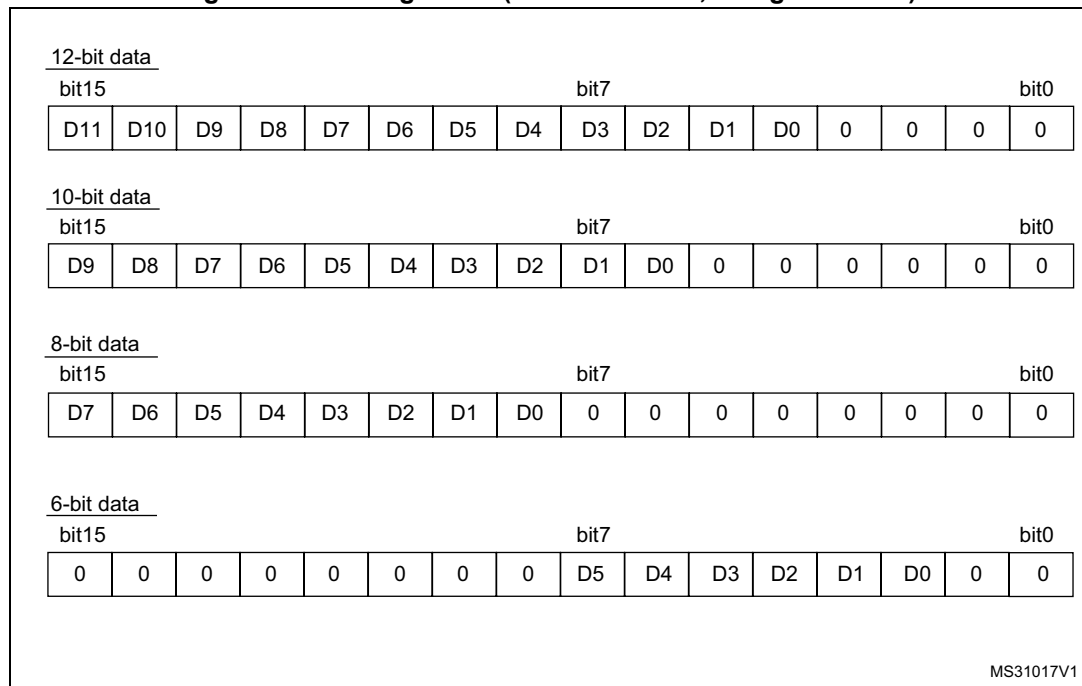 12-bit data
bit15 bit7 bit0
D11 D10 D9 D8 D7 D6 D5 D4 D3 D2 D1 D0 0 0 0 0
10-bit data
bit15 bit7 bit0
D9 D8 D7 D6 D5 D4 D3 D2 D1 D0 0 0 0 0 0 0
8-bit data
bit15 bit7 bit0
D7 D6 D5 D4 D3 D2 D1 D0 0 0 0 0 0 0 0 0
6-bit data
bit15 bit7 bit0
0 0 0 0 0 0 0 0 D5 D4 D3 D2 D1 D0 0 0
MS31017V1